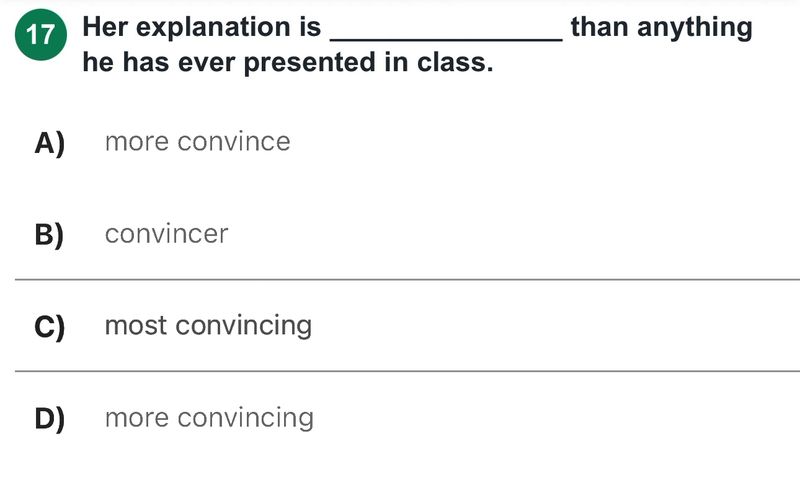 17 Her explanation is _______________ than anything
he has ever presented in class.
A) more convince
B) convincer
C) most convincing
D) more convincing